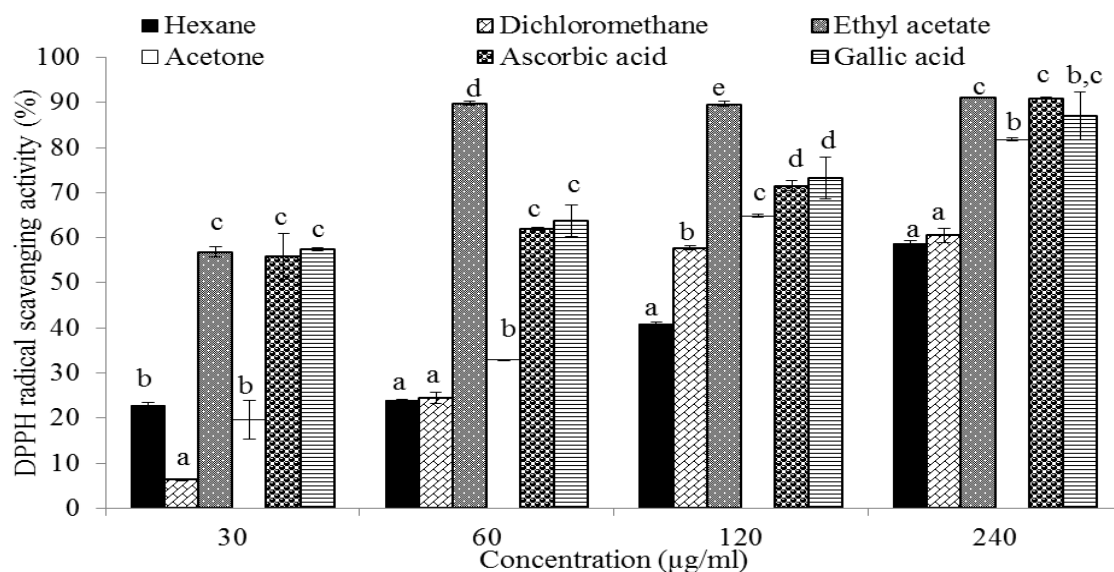 Hexane Dichloromethane Ethyl acetate
Acetone Ascorbic acid Gallic acid
DPPH radical scavenging activity (%)
100
90
80
70
60
50
40
30
20
10
0
b a c b c c
a a d b c c
a b e c d d
a a c b c b,c
30 60 120 240
Concentration (µg/ml)